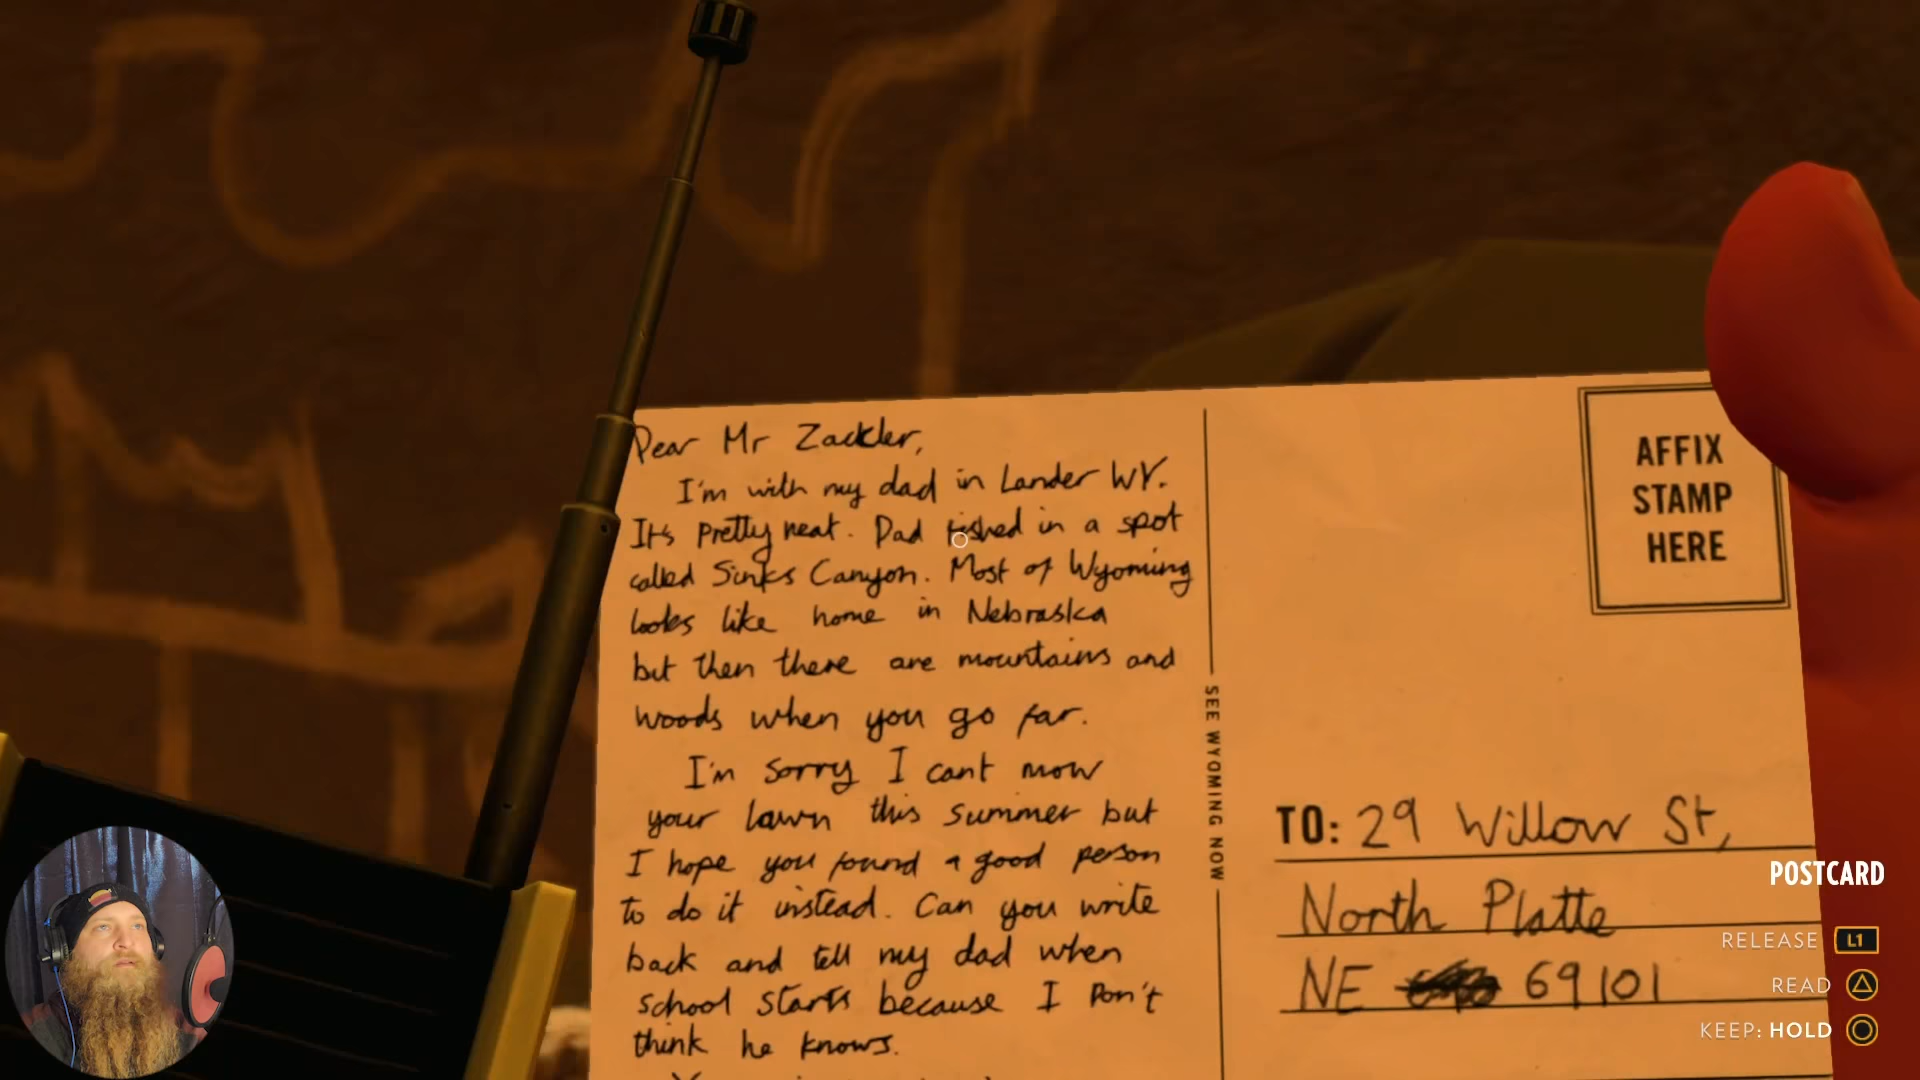 Dear Mr Zackler,
I'm with my dad in Lander WY.
It's pretty neat. Dad fished in a spot
called Sinks Canyon. Most of Wyoming
looks like home in Nebraska
but then there are mountains and
woods when you go far.
I'm sorry I cant mow
your lawn this summer but
I hope you found a good person
to do it instead. Can you write
back and tell my dad when
school starts because I Don't
think he knows.
SEE WYOMING NOW
AFFIX
STAMP
HERE
TO: 29 Willow St,
North Platte
NE 69101
POSTCARD
RELEASE L1
READ
KEEP: HOLD